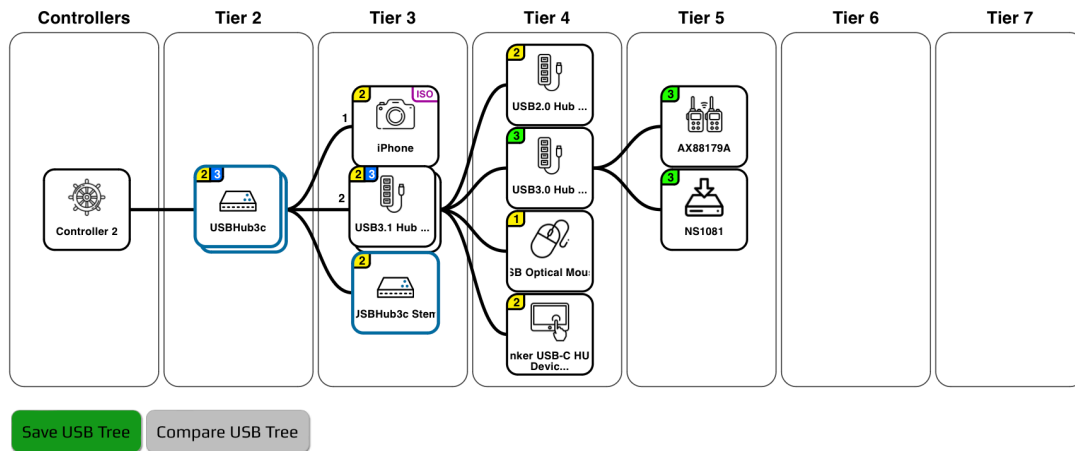 Controllers
Tier 2
Tier 3
Tier 4
Tier 5
Tier 6
Tier 7
Controller 2
2 3
USBHub3c
1
2 ISO
iPhone
2
2 3
USB3.1 Hub ...
2
USBHub3c Stem
2
USB2.0 Hub ...
3
USB3.0 Hub ...
1
SB Optical Mous
2
nker USB-C HU
Devic...
3
AX88179A
3
NS1081
Save USB Tree
Compare USB Tree